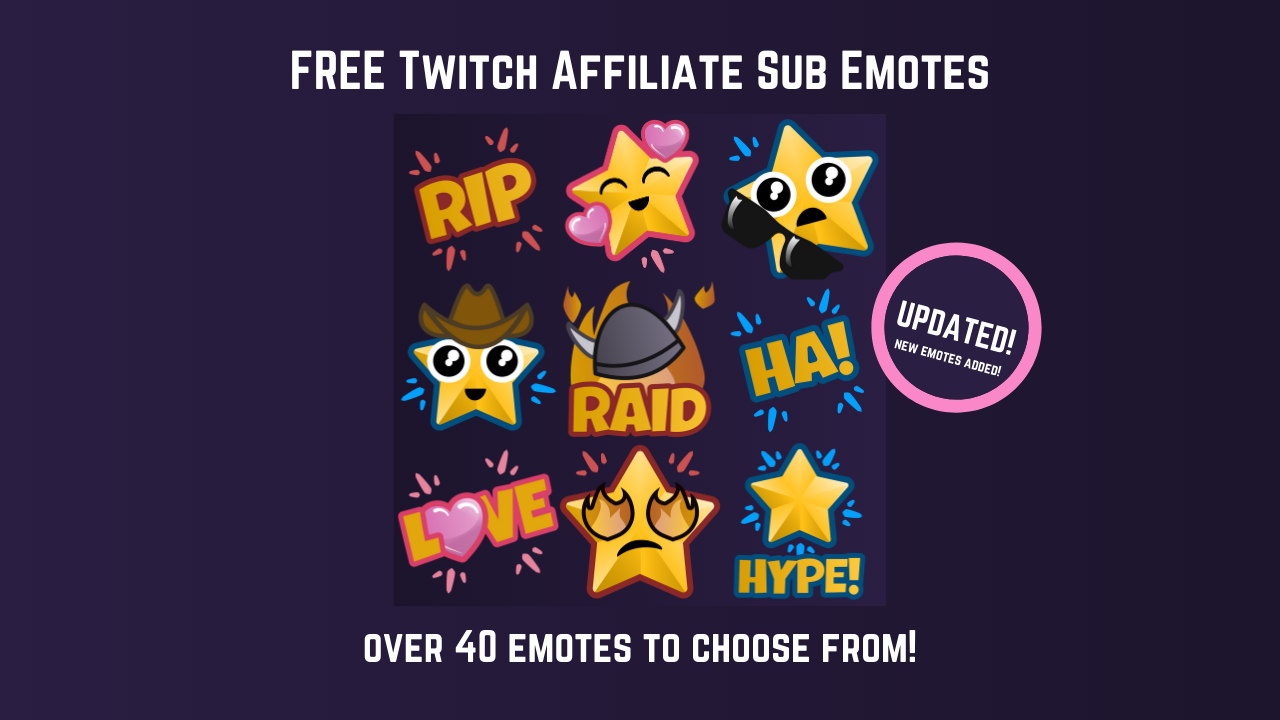 FREE Twitch Affiliate Sub Emotes
RIP
RAID
HA!
LOVE
HYPE!
UPDATED!
NEW EMOTES ADDED!
OVER 40 EMOTES TO CHOOSE FROM!